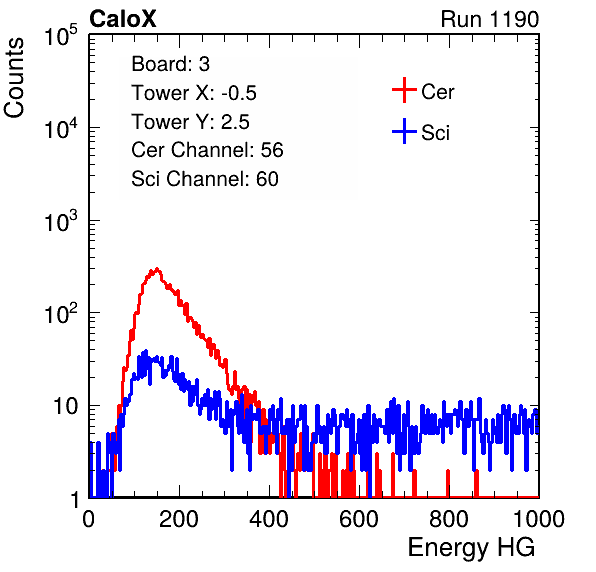 CaloX Run 1190
Counts
10^5
10^4
10^3
10^2
10
1
Board: 3
Tower X: -0.5
Tower Y: 2.5
Cer Channel: 56
Sci Channel: 60
Cer
Sci
0 200 400 600 800 1000
Energy HG